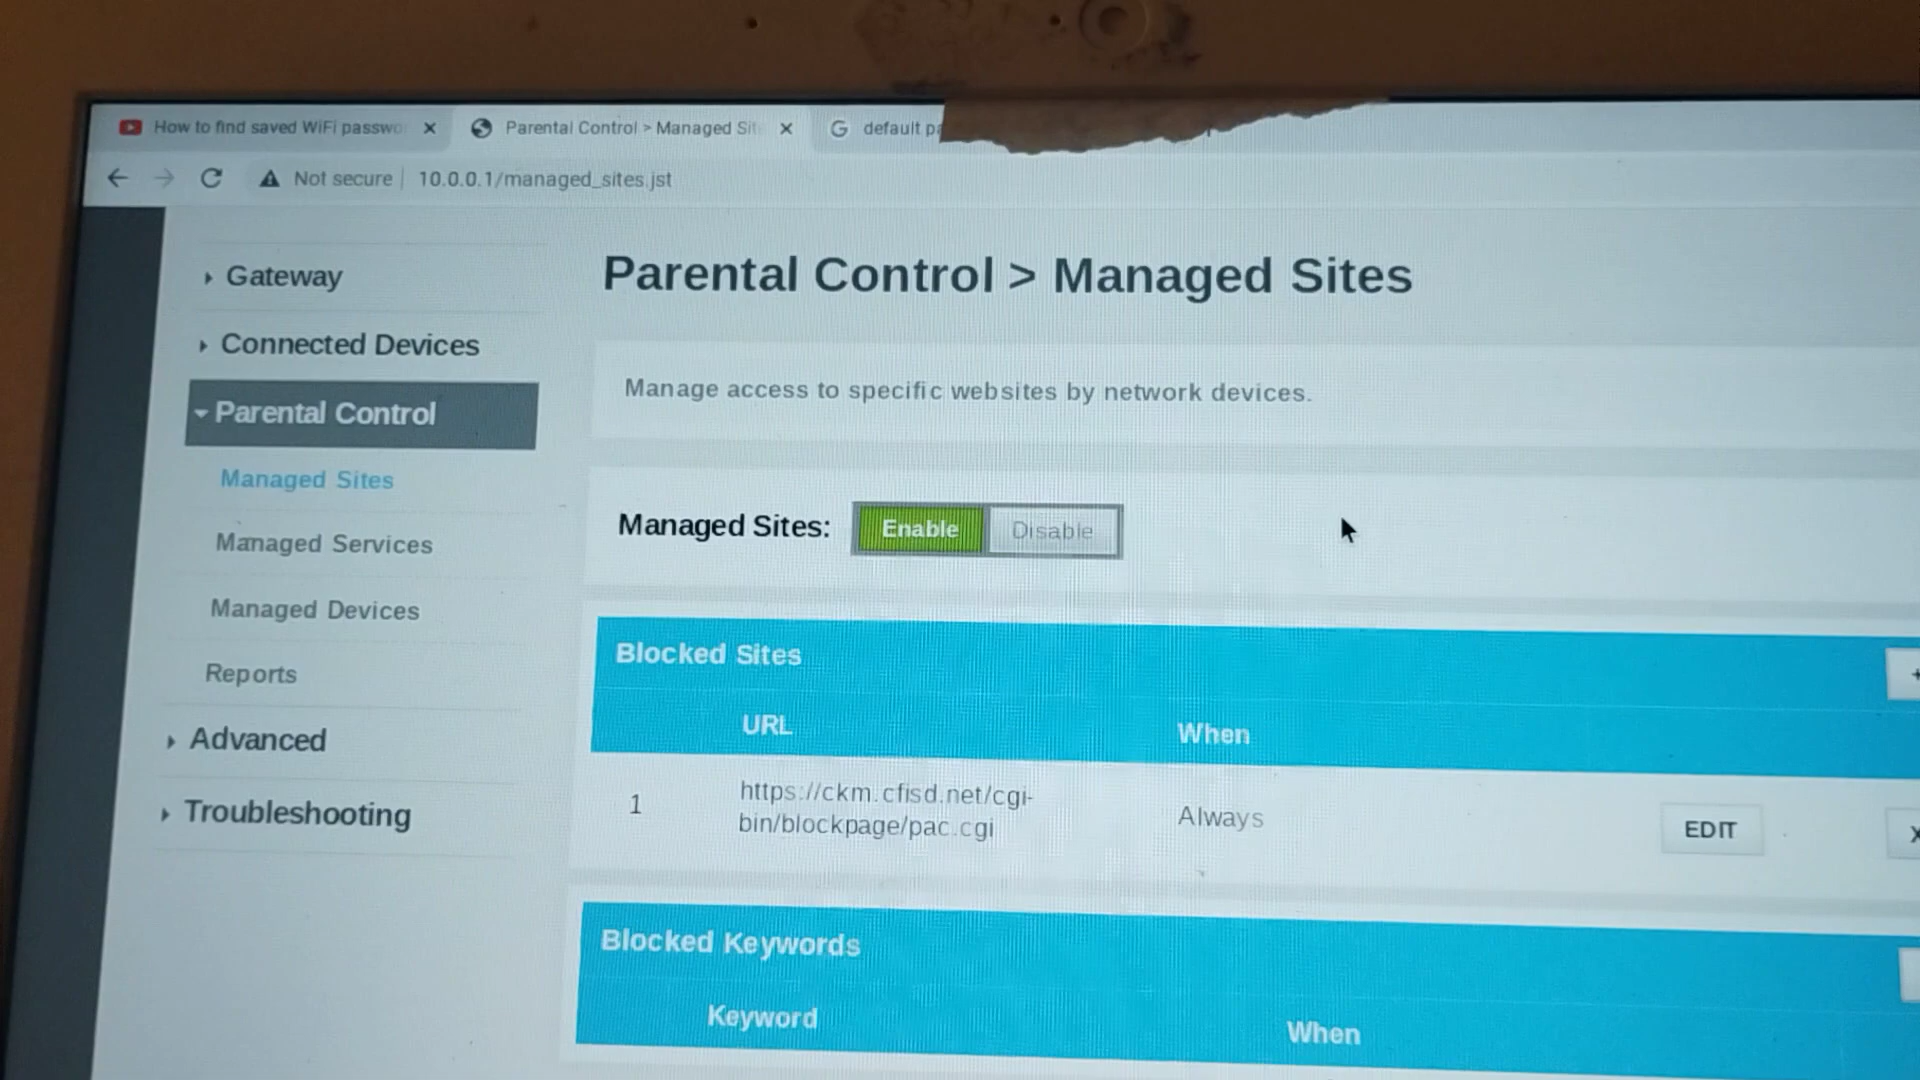 How to find saved WiFi passwo
Parental Control > Managed Sit
default
Not secure
10.0.0.1/managed_sites.jst
Gateway
Connected Devices
Parental Control
Managed Sites
Managed Services
Managed Devices
Reports
Advanced
Troubleshooting
Parental Control > Managed Sites
Manage access to specific websites by network devices.
Managed Sites:
Enable
Disable
Blocked Sites
URL
When
1
https://ckm.cfisd.net/cgi-
bin/blockpage/pac.cgi
Always
EDIT
X
Blocked Keywords
Keyword
When